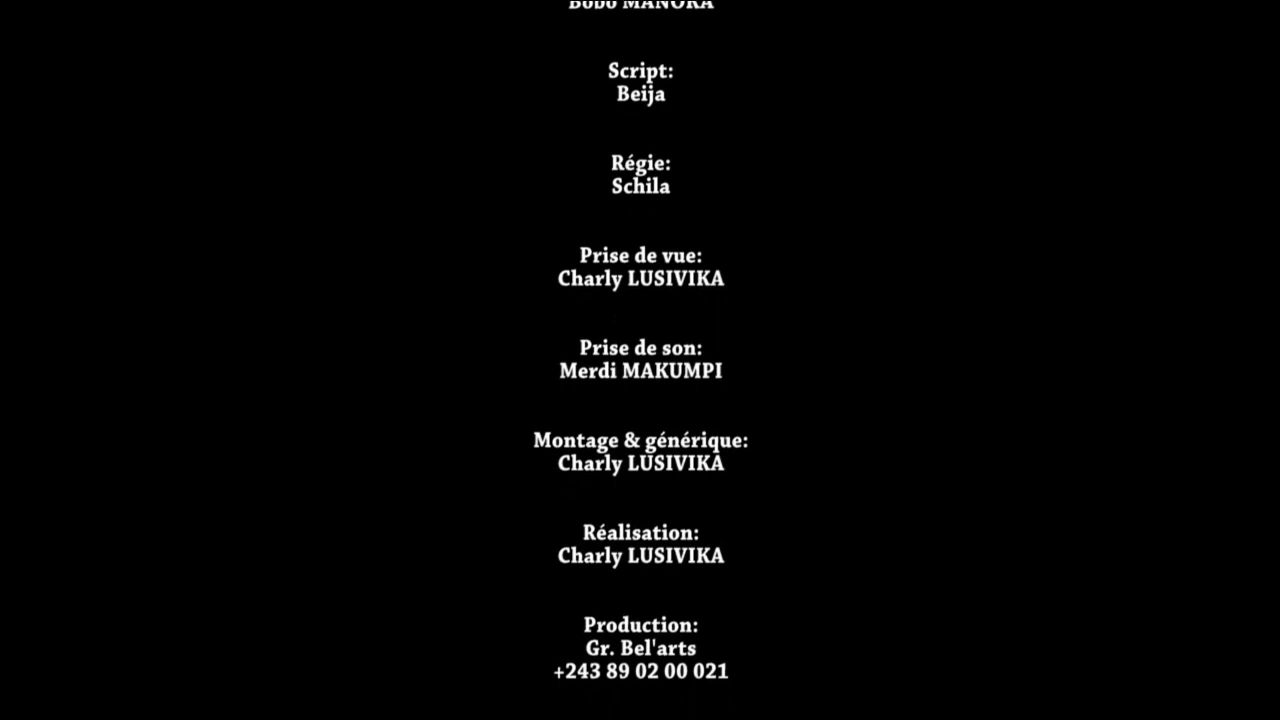 Script:
Beija
Régie:
Schila
Prise de vue:
Charly LUSIVIKA
Prise de son:
Merdi MAKUMPI
Montage & générique:
Charly LUSIVIKA
Réalisation:
Charly LUSIVIKA
Production:
Gr. Bel'arts
+243 89 02 00 021